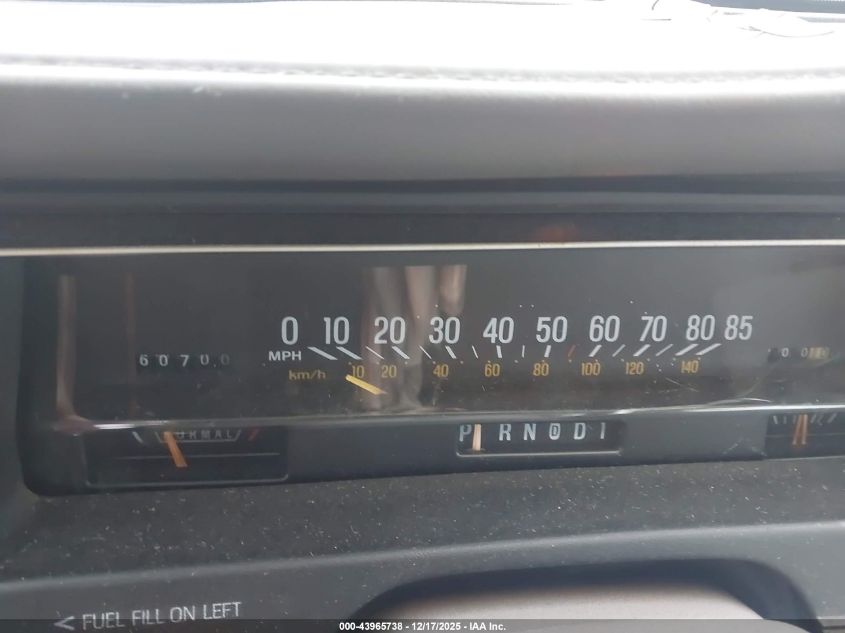 0 10 20 30 40 50 60 70 80 85
MPH
60700
km/h 10 20 40 60 80 100 120 140
NORMAL
P R N D D 1
< FUEL FILL ON LEFT
000-43965738 - 12/17/2025 - IAA Inc.